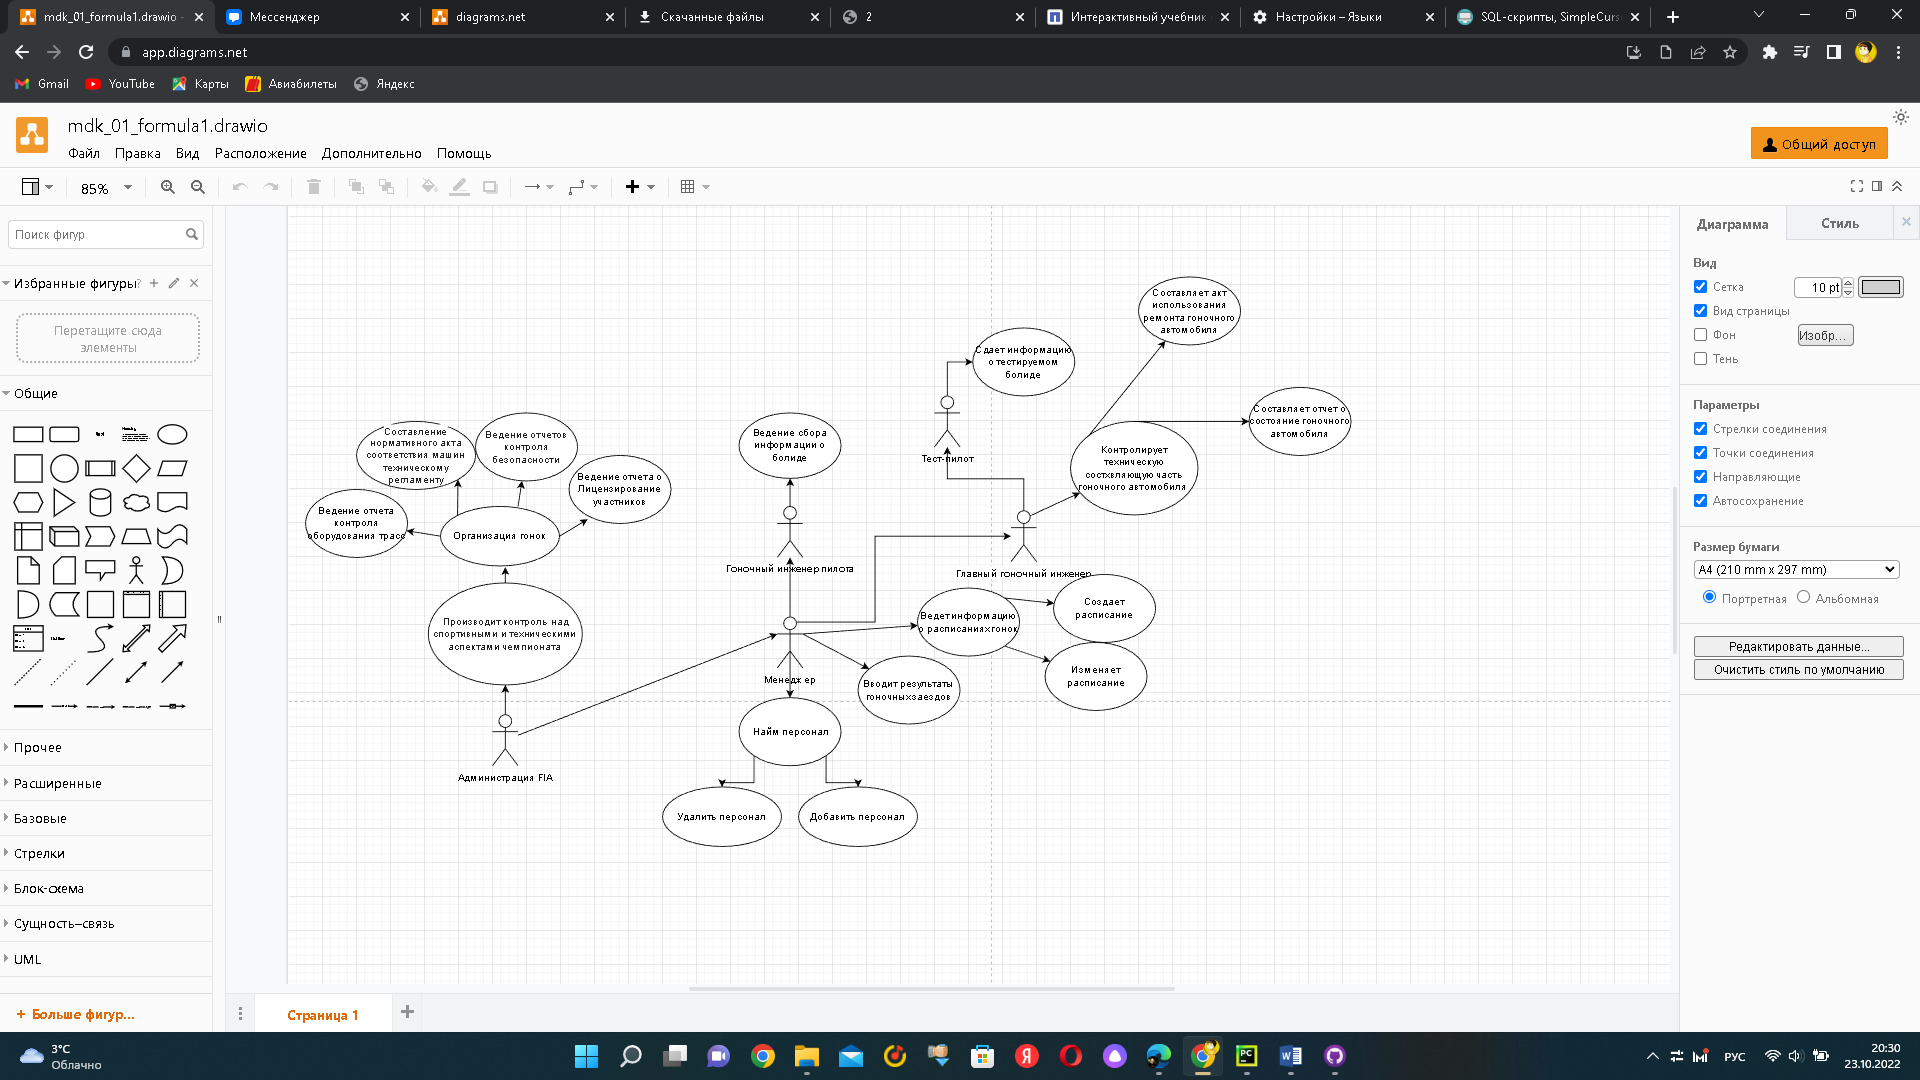 mdk_01_formula1.drawio -
Мессенджер
diagrams.net
Скачанные файлы
2
Интерактивный учебник
Настройки – Языки
SQL-скрипты, SimpleCurs
app.diagrams.net
Gmail
YouTube
Карты
Авиабилеты
Яндекс
mdk_01_formula1.drawio
Файл
Правка
Вид
Расположение
Дополнительно
Помощь
Общий доступ
85%
Поиск фигур
Избранные фигуры
Перетащите сюда
элементы
Общие
Прочее
Расширенные
Базовые
Стрелки
Блок-схема
Сущность–связь
UML
+ Больше фигур...
Составляет акт
использования
ремонта гоночного
автомобиля
Сдает информацию
о тестируемом
болиде
Составляет отчет о
состояние гоночного
автомобиля
Составление
нормативного акта
соответствия машин
техническому
регламенту
Ведение отчетов
контроля
безопасности
Ведение отчета о
Лицензирование
участников
Ведение отчета
контроля
оборудования трасс
Организация гонок
Ведение сбора
информации о
болиде
Тест-пилот
Контролирует
техническую
состхвляющую часть
гоночного автомобиля
Гоночный инженер пилота
Главный гоночный инженер
Производит контроль над
спортивными и техническими
аспектами чемпионата
Ведет информацию
о расписаниях гонок
Создает
расписание
Изменяет
расписание
Менеджер
Вводит результаты
гоночных заездов
Найм персонал
Администрация FIA
Удалить персонал
Добавить персонал
Диаграмма
Стиль
Вид
Сетка
10 pt
Вид страницы
Фон
Изобр...
Тень
Параметры
Стрелки соединения
Точки соединения
Направляющие
Автосохранение
Размер бумаги
A4 (210 mm x 297 mm)
Портретная
Альбомная
Редактировать данные...
Очистить стиль по умолчанию
Страница 1
3°C
Облачно
РУС
20:30
23.10.2022